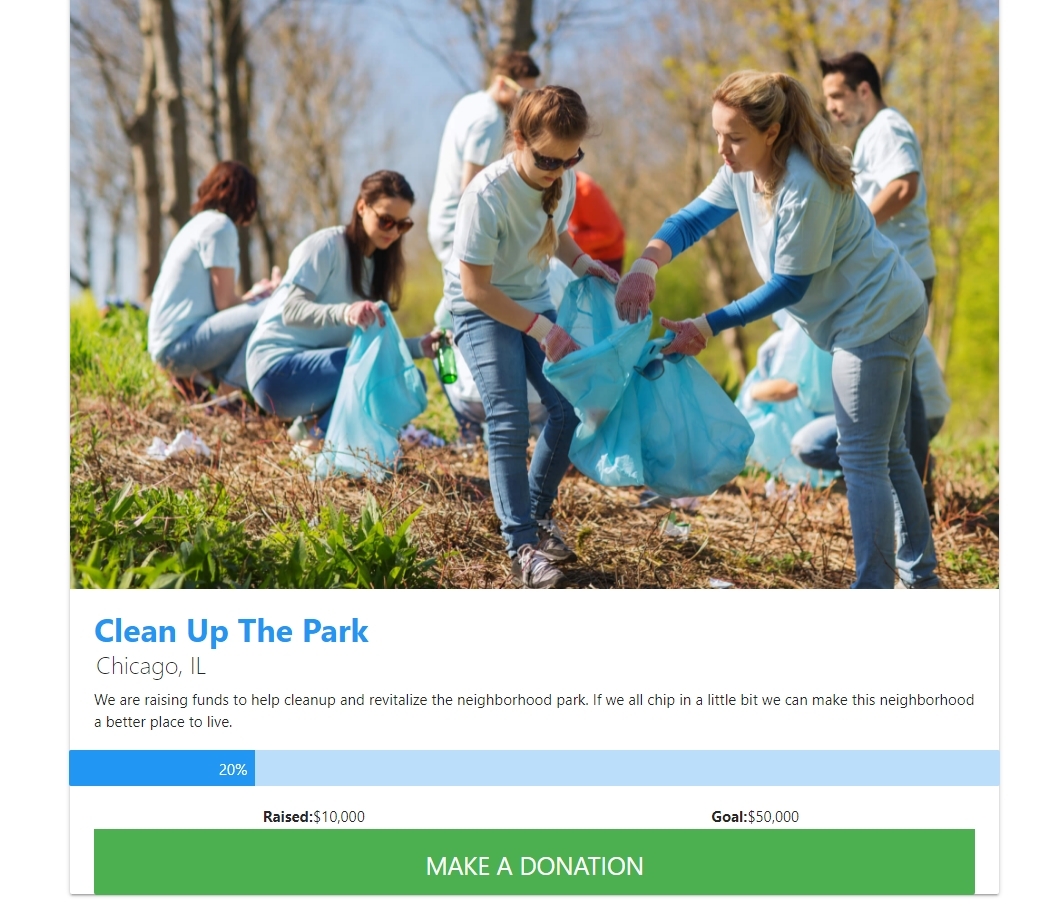 Clean Up The Park
Chicago, IL
We are raising funds to help cleanup and revitalize the neighborhood park. If we all chip in a little bit we can make this neighborhood
a better place to live.
20%
Raised:$10,000 Goal:$50,000
MAKE A DONATION